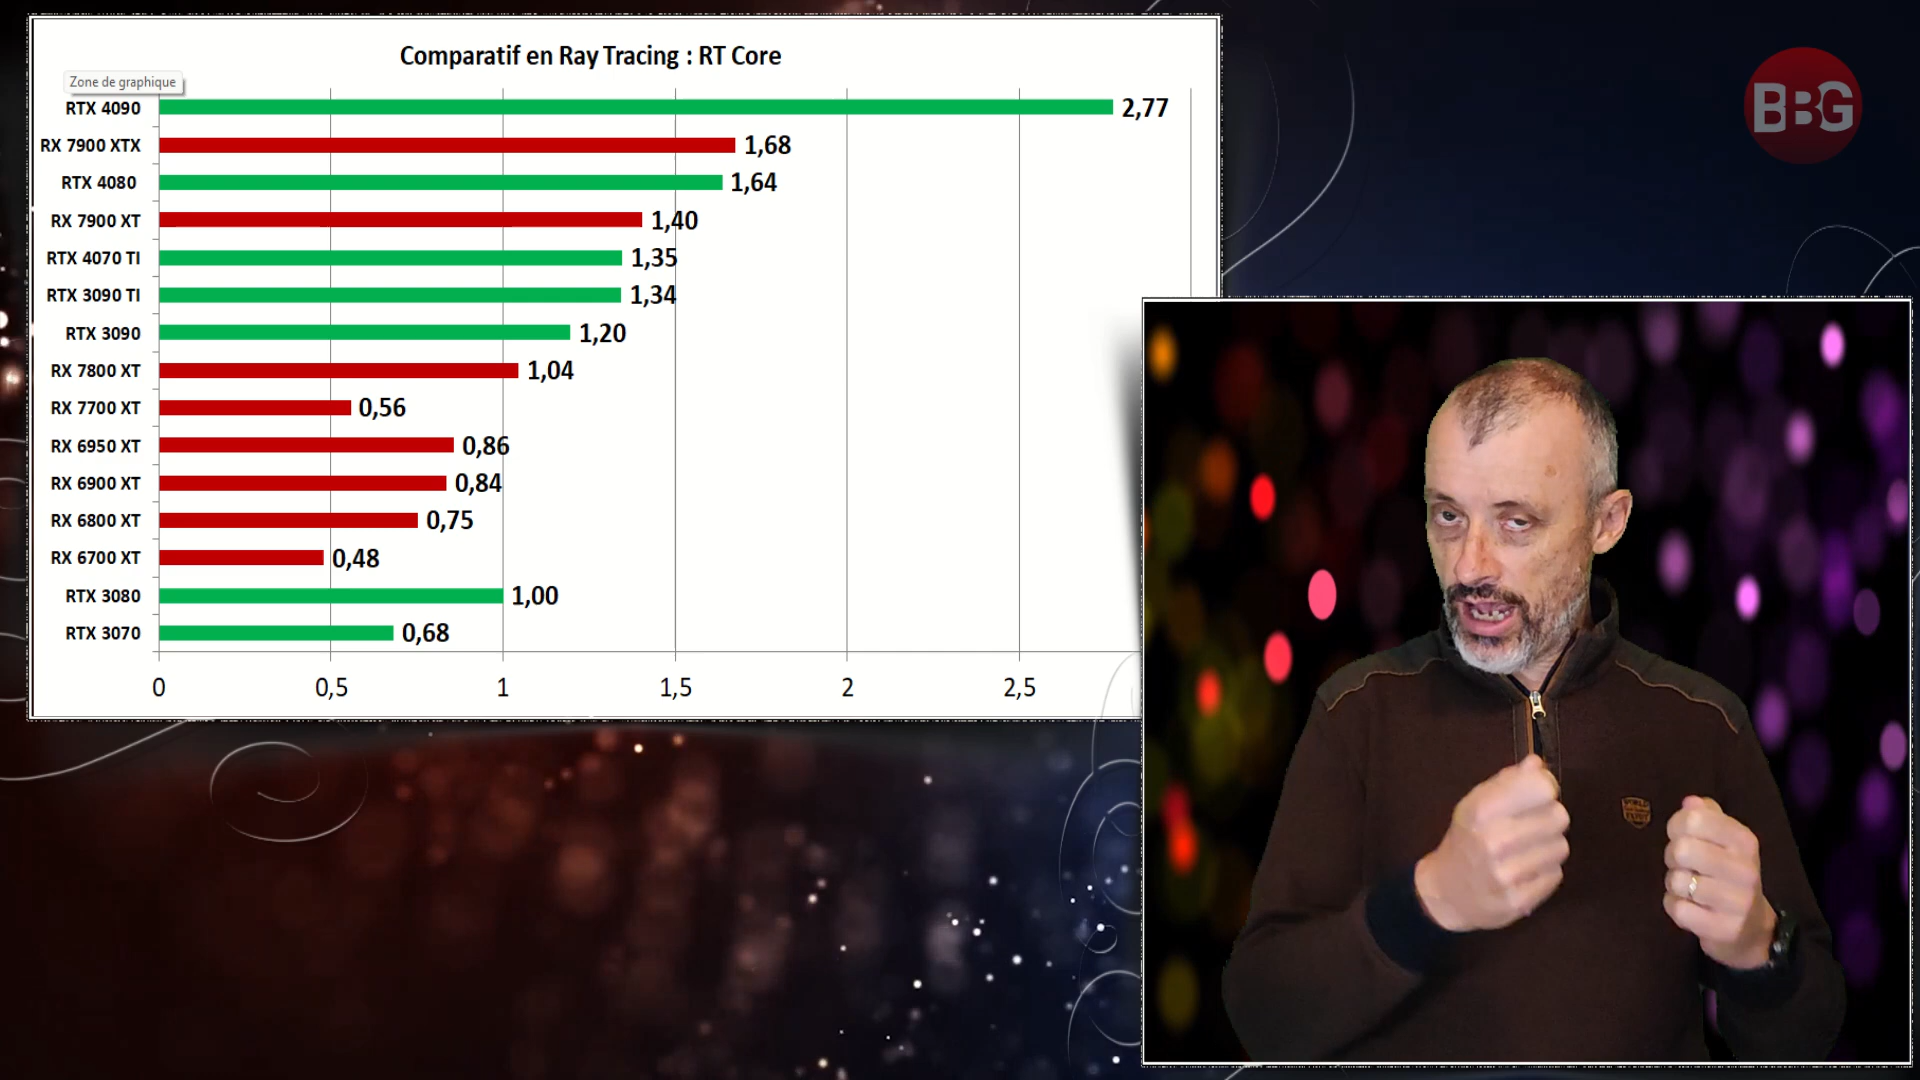 Comparatif en Ray Tracing : RT Core
Zone de graphique
RTX 4090 2,77
RX 7900 XTX 1,68
RTX 4080 1,64
RX 7900 XT 1,40
RTX 4070 TI 1,35
RTX 3090 TI 1,34
RTX 3090 1,20
RX 7800 XT 1,04
RX 7700 XT 0,56
RX 6950 XT 0,86
RX 6900 XT 0,84
RX 6800 XT 0,75
RX 6700 XT 0,48
RTX 3080 1,00
RTX 3070 0,68
0 0,5 1 1,5 2 2,5
BBG